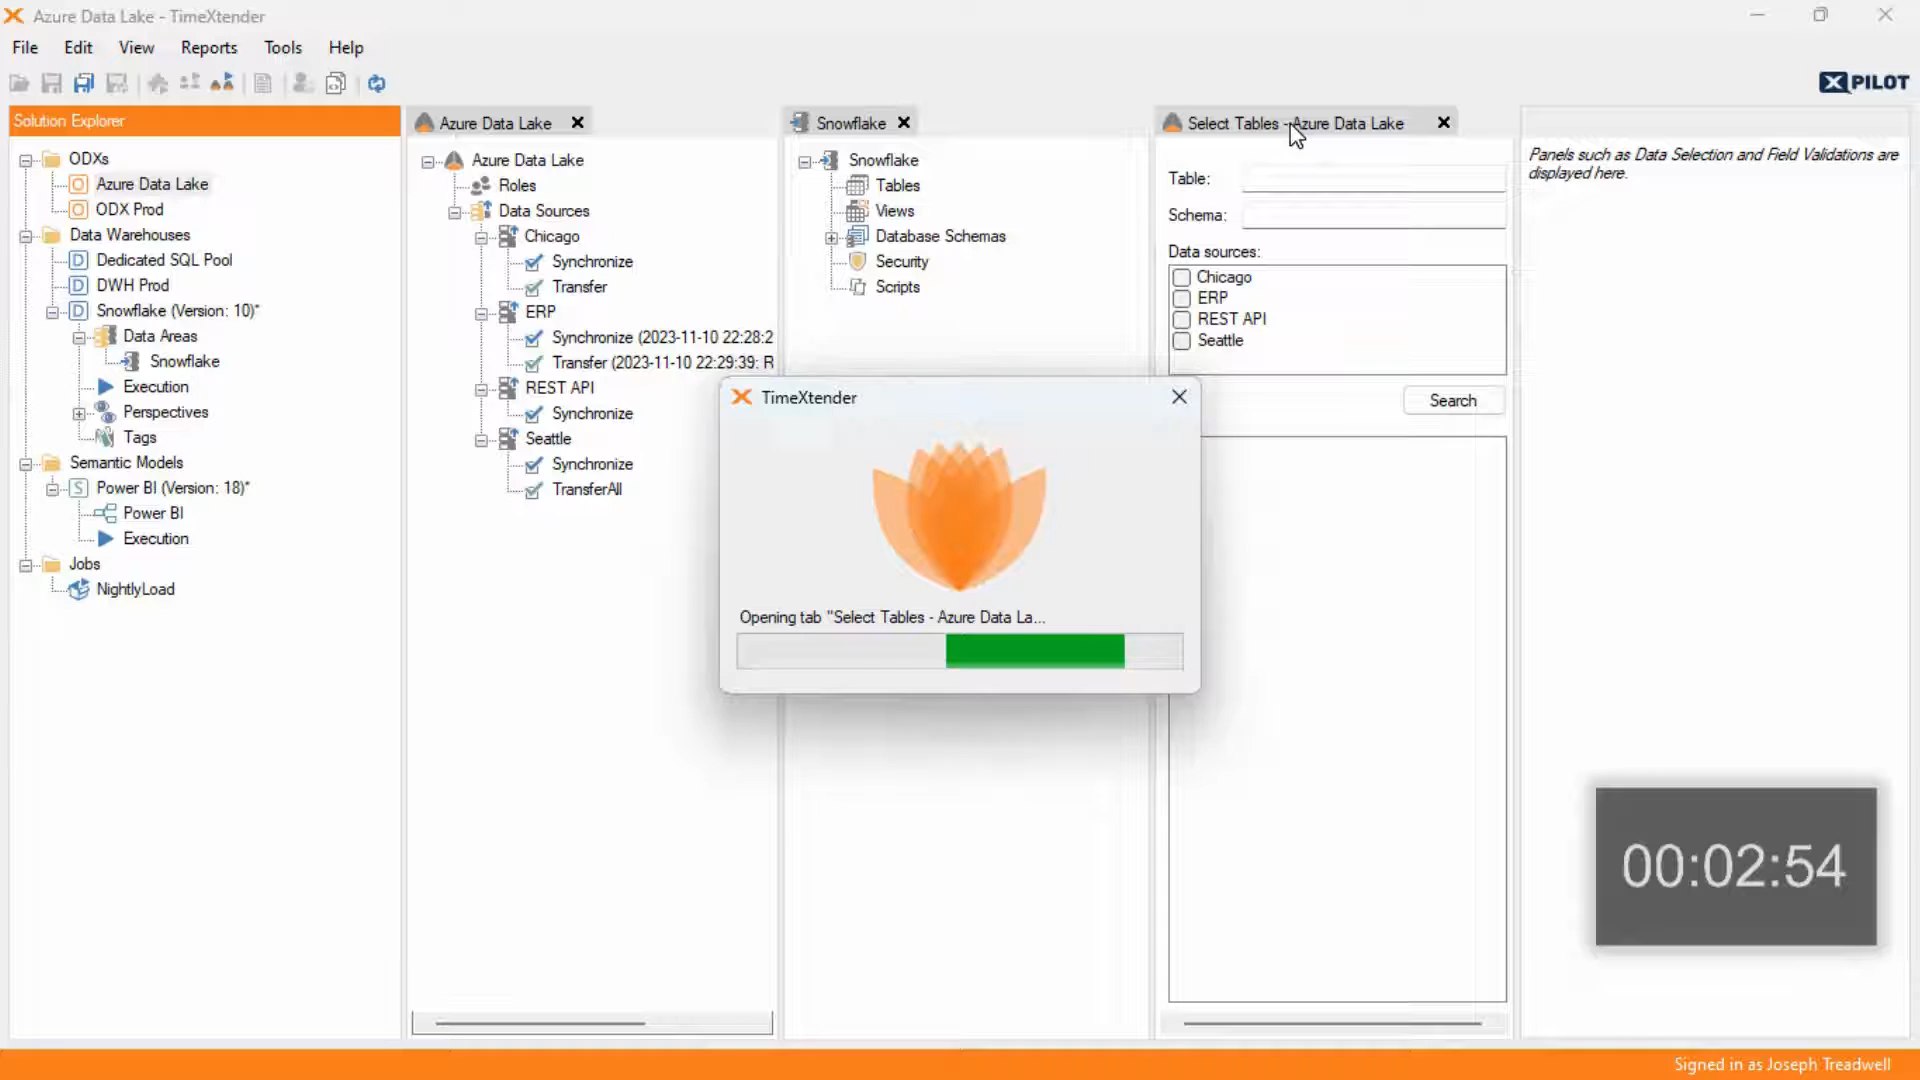 Azure Data Lake - TimeXtender
File Edit View Reports Tools Help
XPILOT
Solution Explorer
ODXs
Azure Data Lake
ODX Prod
Data Warehouses
Dedicated SQL Pool
DWH Prod
Snowflake (Version: 10)*
Data Areas
Snowflake
Execution
Perspectives
Tags
Semantic Models
Power BI (Version: 18)*
Power BI
Execution
Jobs
NightlyLoad
Azure Data Lake
Azure Data Lake
Roles
Data Sources
Chicago
Synchronize
Transfer
ERP
Synchronize (2023-11-10 22:28:2
Transfer (2023-11-10 22:29:39: R
REST API
Synchronize
Seattle
Synchronize
TransferAll
Snowflake
Snowflake
Tables
Views
Database Schemas
Security
Scripts
Select Tables - Azure Data Lake
Table:
Schema:
Data sources:
Chicago
ERP
REST API
Seattle
Search
Panels such as Data Selection and Field Validations are
displayed here.
TimeXtender
Opening tab "Select Tables - Azure Data La...
00:02:54
Signed in as Joseph Treadwell